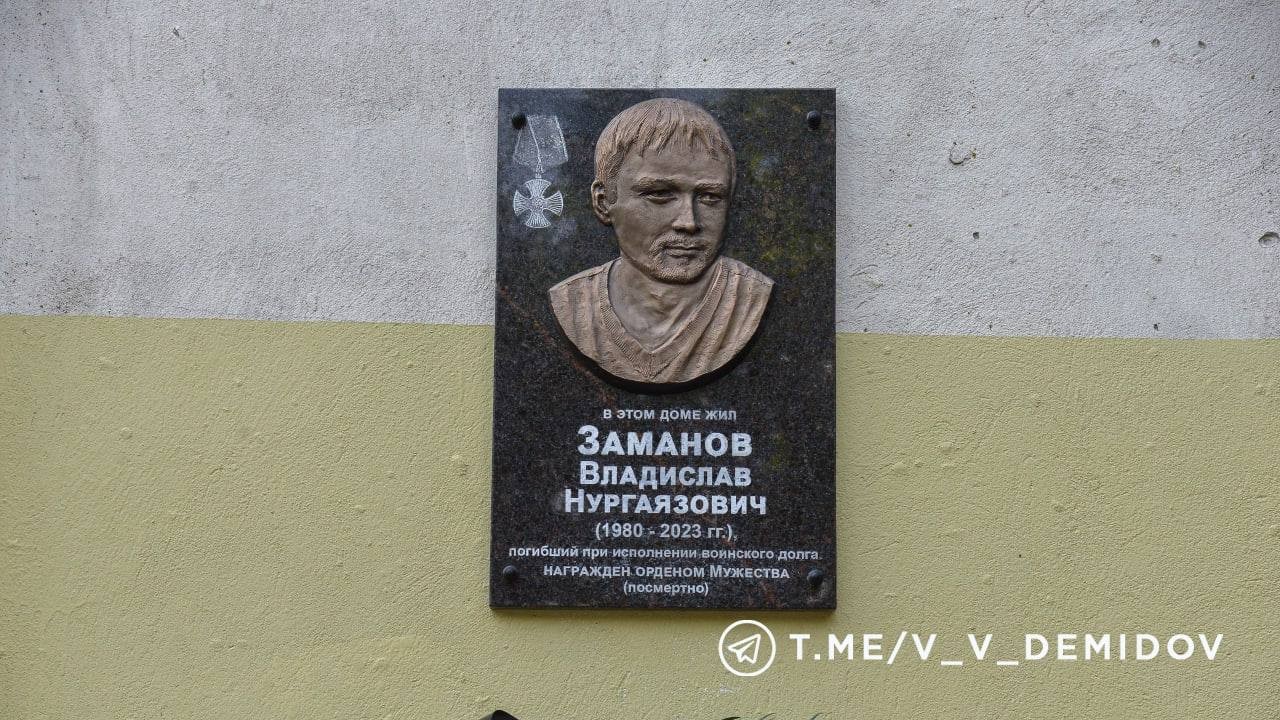 в этом доме жил
Заманов
Владислав
Нургаязович
(1980 - 2023 гг.),
погибший при исполнении воинского долга.
награжден орденом Мужества
(посмертно)
T.ME/V_V_DEMIDOV